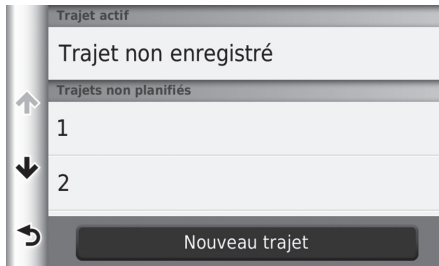 Trajet actif
Trajet non enregistré
Trajets non planifiés
1
2
Nouveau trajet